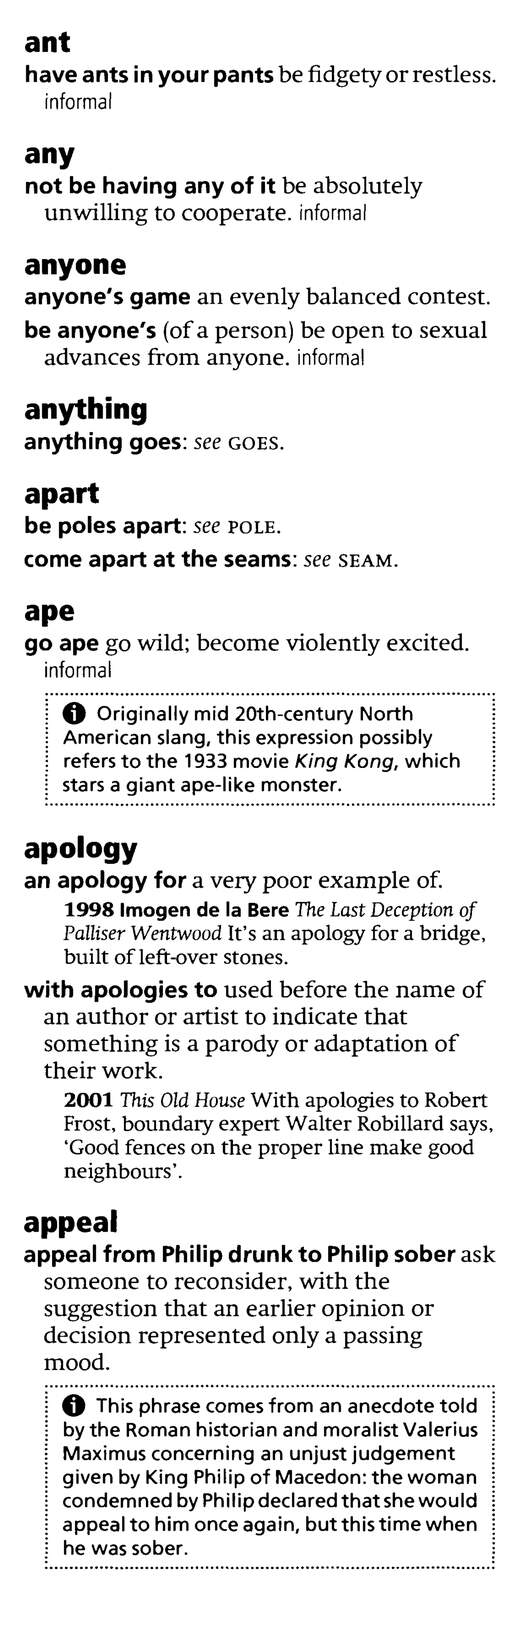 ant
have ants in your pants be fidgety or restless.
informal
any
not be having any of it be absolutely
unwilling to cooperate. informal
anyone
anyone's game an evenly balanced contest.
be anyone's (of a person) be open to sexual
advances from anyone. informal
anything
anything goes: see GOES.
apart
be poles apart: see POLE.
come apart at the seams: see SEAM.
ape
go ape go wild; become violently excited.
informal
Originally mid 20th-century North
American slang, this expression possibly
refers to the 1933 movie King Kong, which
stars a giant ape-like monster.
apology
an apology for a very poor example of.
1998 Imogen de la Bere The Last Deception of
Palliser Wentwood It's an apology for a bridge,
built of left-over stones.
with apologies to used before the name of
an author or artist to indicate that
something is a parody or adaptation of
their work.
2001 This Old House With apologies to Robert
Frost, boundary expert Walter Robillard says,
‘Good fences on the proper line make good
neighbours’.
appeal
appeal from Philip drunk to Philip sober ask
someone to reconsider, with the
suggestion that an earlier opinion or
decision represented only a passing
mood.
This phrase comes from an anecdote told
by the Roman historian and moralist Valerius
Maximus concerning an unjust judgement
given by King Philip of Macedon: the woman
condemned by Philip declared that she would
appeal to him once again, but this time when
he was sober.